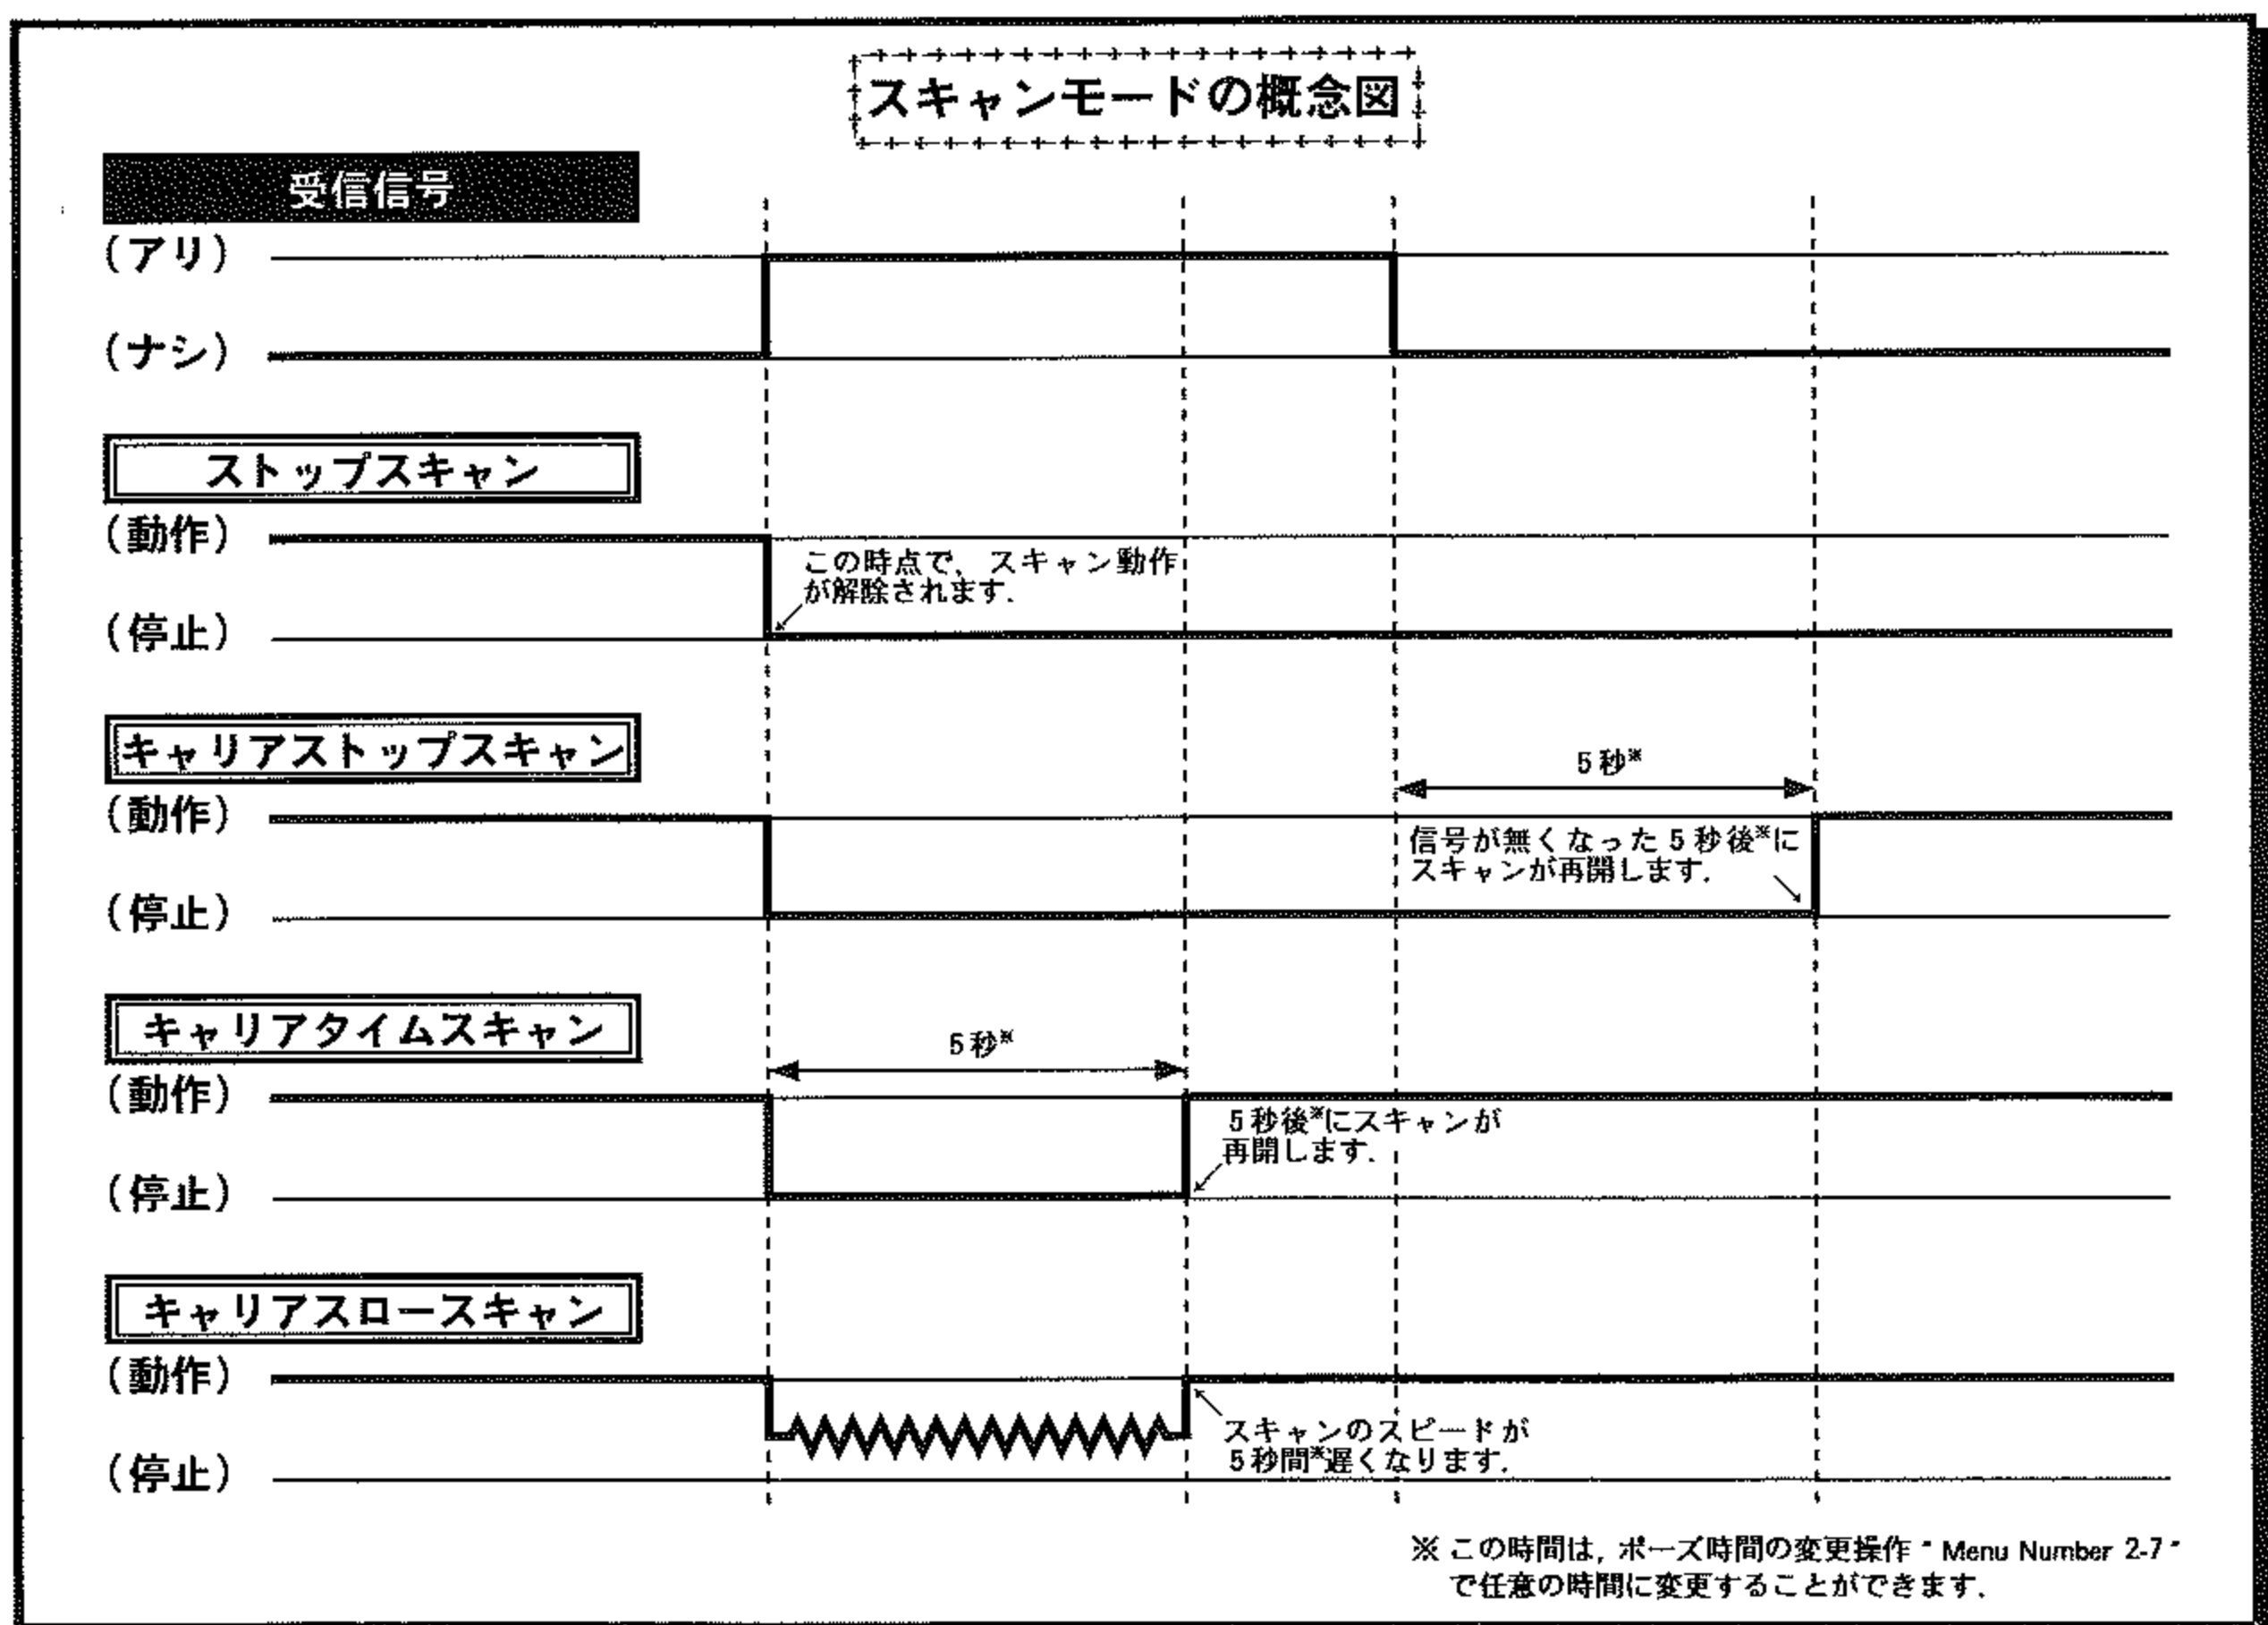 スキャンモードの概念図
受信信号
(アリ)
(ナシ)
ストップスキャン
(動作)
この時点で,スキャン動作
が解除されます.
(停止)
キャリアストップスキャン
5秒※
(動作)
信号が無くなった5秒後※に
スキャンが再開します.
(停止)
キャリアタイムスキャン
5秒※
(動作)
5秒後※にスキャンが
再開します.
(停止)
キャリアスロースキャン
(動作)
スキャンのスピードが
5秒間※遅くなります.
(停止)
※ この時間は,ポーズ時間の変更操作 " Menu Number 2-7 "
で任意の時間に変更することができます.